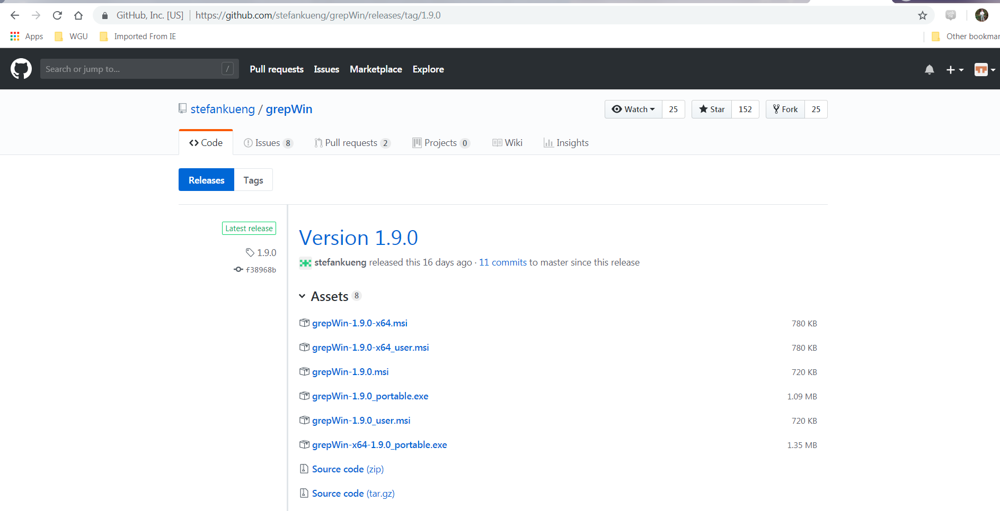 GitHub, Inc. [US] https://github.com/stefankueng/grepWin/releases/tag/1.9.0
Apps WGU Imported From IE Other bookmar
Search or jump to... / Pull requests Issues Marketplace Explore
stefankueng / grepWin Watch 25 Star 152 Fork 25
Code Issues 8 Pull requests 2 Projects 0 Wiki Insights
Releases Tags
Latest release
1.9.0
f38968b
Version 1.9.0
stefankueng released this 16 days ago · 11 commits to master since this release
Assets 8
grepWin-1.9.0-x64.msi 780 KB
grepWin-1.9.0-x64_user.msi 780 KB
grepWin-1.9.0.msi 720 KB
grepWin-1.9.0_portable.exe 1.09 MB
grepWin-1.9.0_user.msi 720 KB
grepWin-x64-1.9.0_portable.exe 1.35 MB
Source code (zip)
Source code (tar.gz)